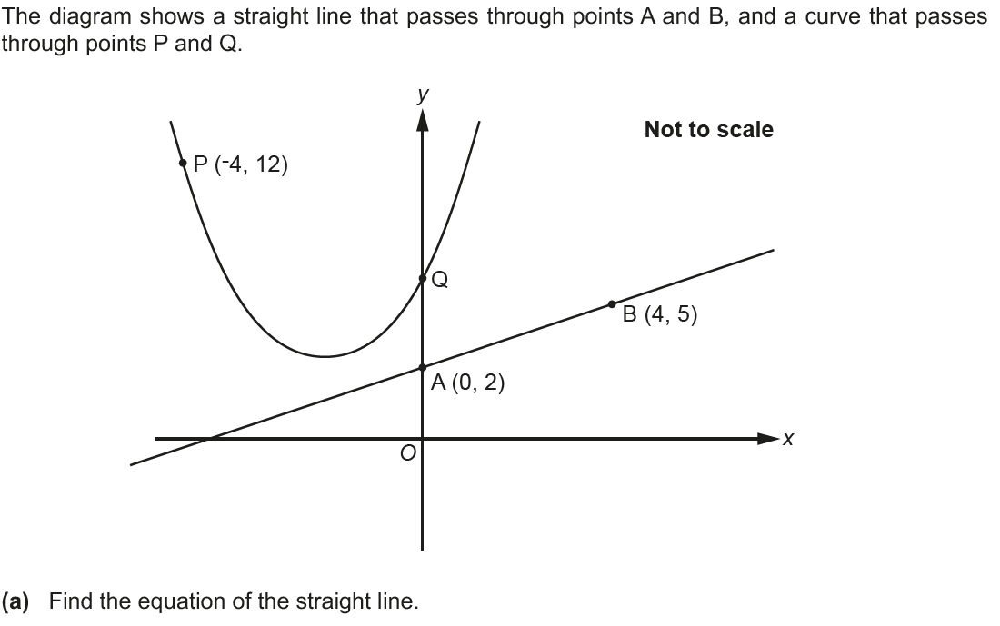 The diagram shows a straight line that passes through points A and B, and a curve that passes
through points P and Q.
y
Not to scale
P (-4, 12)
Q
B (4, 5)
A (0, 2)
x
O
(a) Find the equation of the straight line.